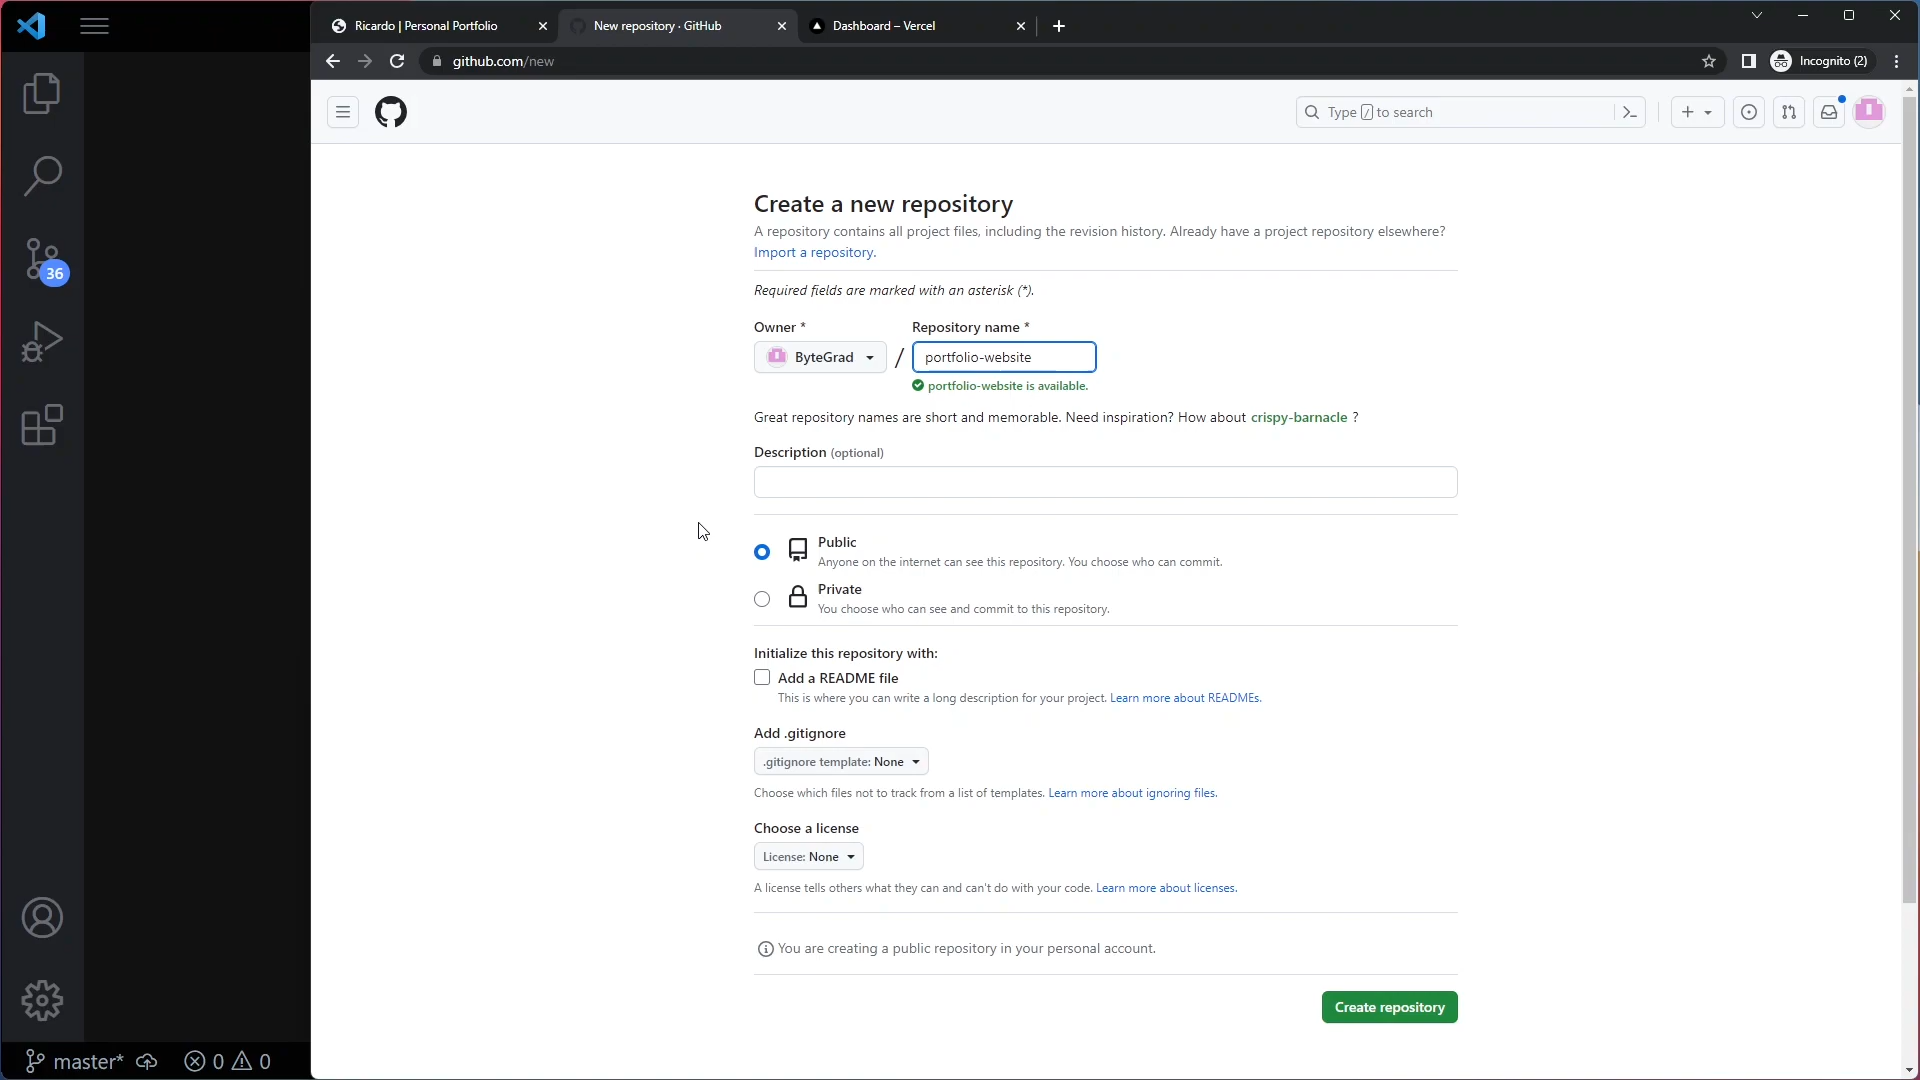 Ricardo | Personal Portfolio
New repository · GitHub
Dashboard – Vercel
github.com/new
Incognito (2)
Type / to search
Create a new repository
A repository contains all project files, including the revision history. Already have a project repository elsewhere?
Import a repository.
Required fields are marked with an asterisk (*).
Owner *
Repository name *
ByteGrad
/
portfolio-website
portfolio-website is available.
Great repository names are short and memorable. Need inspiration? How about crispy-barnacle ?
Description (optional)
Public
Anyone on the internet can see this repository. You choose who can commit.
Private
You choose who can see and commit to this repository.
Initialize this repository with:
Add a README file
This is where you can write a long description for your project. Learn more about READMEs.
Add .gitignore
.gitignore template: None
Choose which files not to track from a list of templates. Learn more about ignoring files.
Choose a license
License: None
A license tells others what they can and can't do with your code. Learn more about licenses.
You are creating a public repository in your personal account.
Create repository
36
master*
0
0